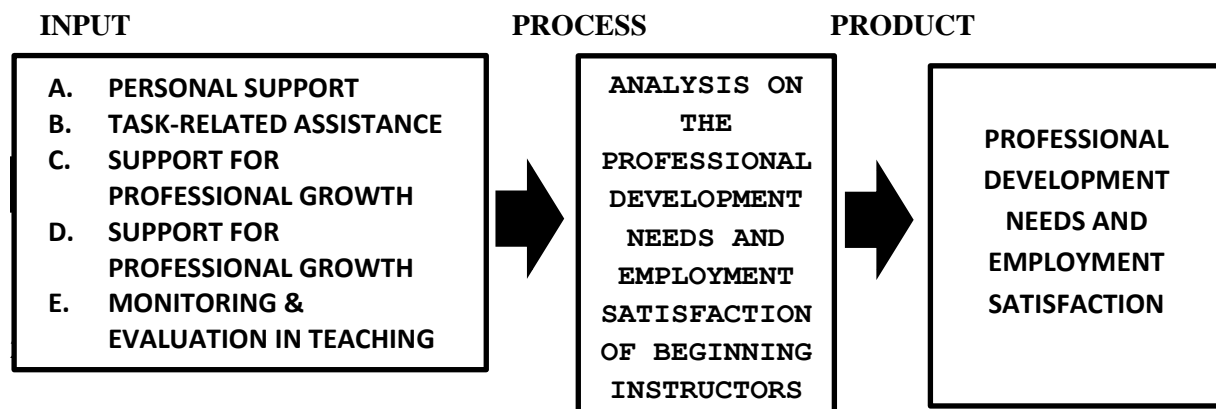 INPUT
PROCESS
PRODUCT
A. PERSONAL SUPPORT
B. TASK-RELATED ASSISTANCE
C. SUPPORT FOR
PROFESSIONAL GROWTH
D. SUPPORT FOR
PROFESSIONAL GROWTH
E. MONITORING &
EVALUATION IN TEACHING
ANALYSIS ON
THE
PROFESSIONAL
DEVELOPMENT
NEEDS AND
EMPLOYMENT
SATISFACTION
OF BEGINNING
INSTRUCTORS
PROFESSIONAL
DEVELOPMENT
NEEDS AND
EMPLOYMENT
SATISFACTION